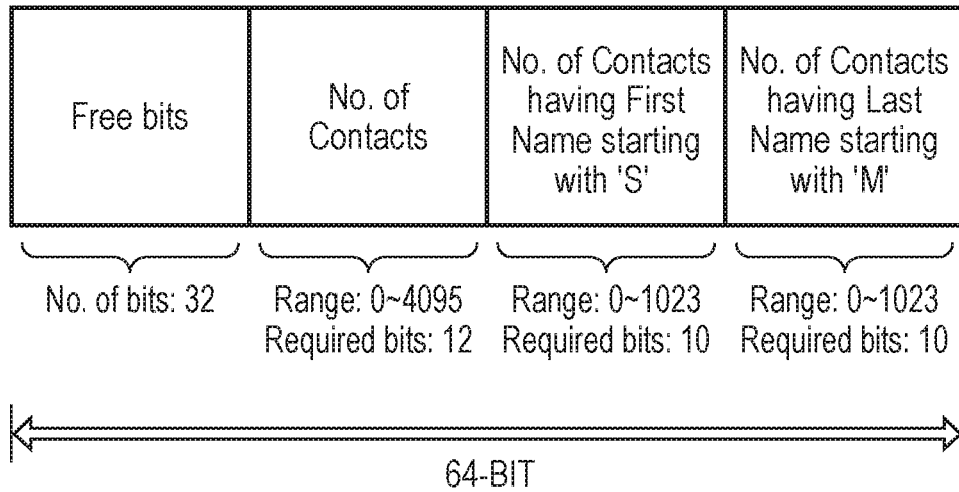 Free bits
No. of
Contacts
No. of Contacts
having First
Name starting
with 'S'
No. of Contacts
having Last
Name starting
with 'M'
No. of bits: 32
Range: 0~4095
Required bits: 12
Range: 0~1023
Required bits: 10
Range: 0~1023
Required bits: 10
64-BIT